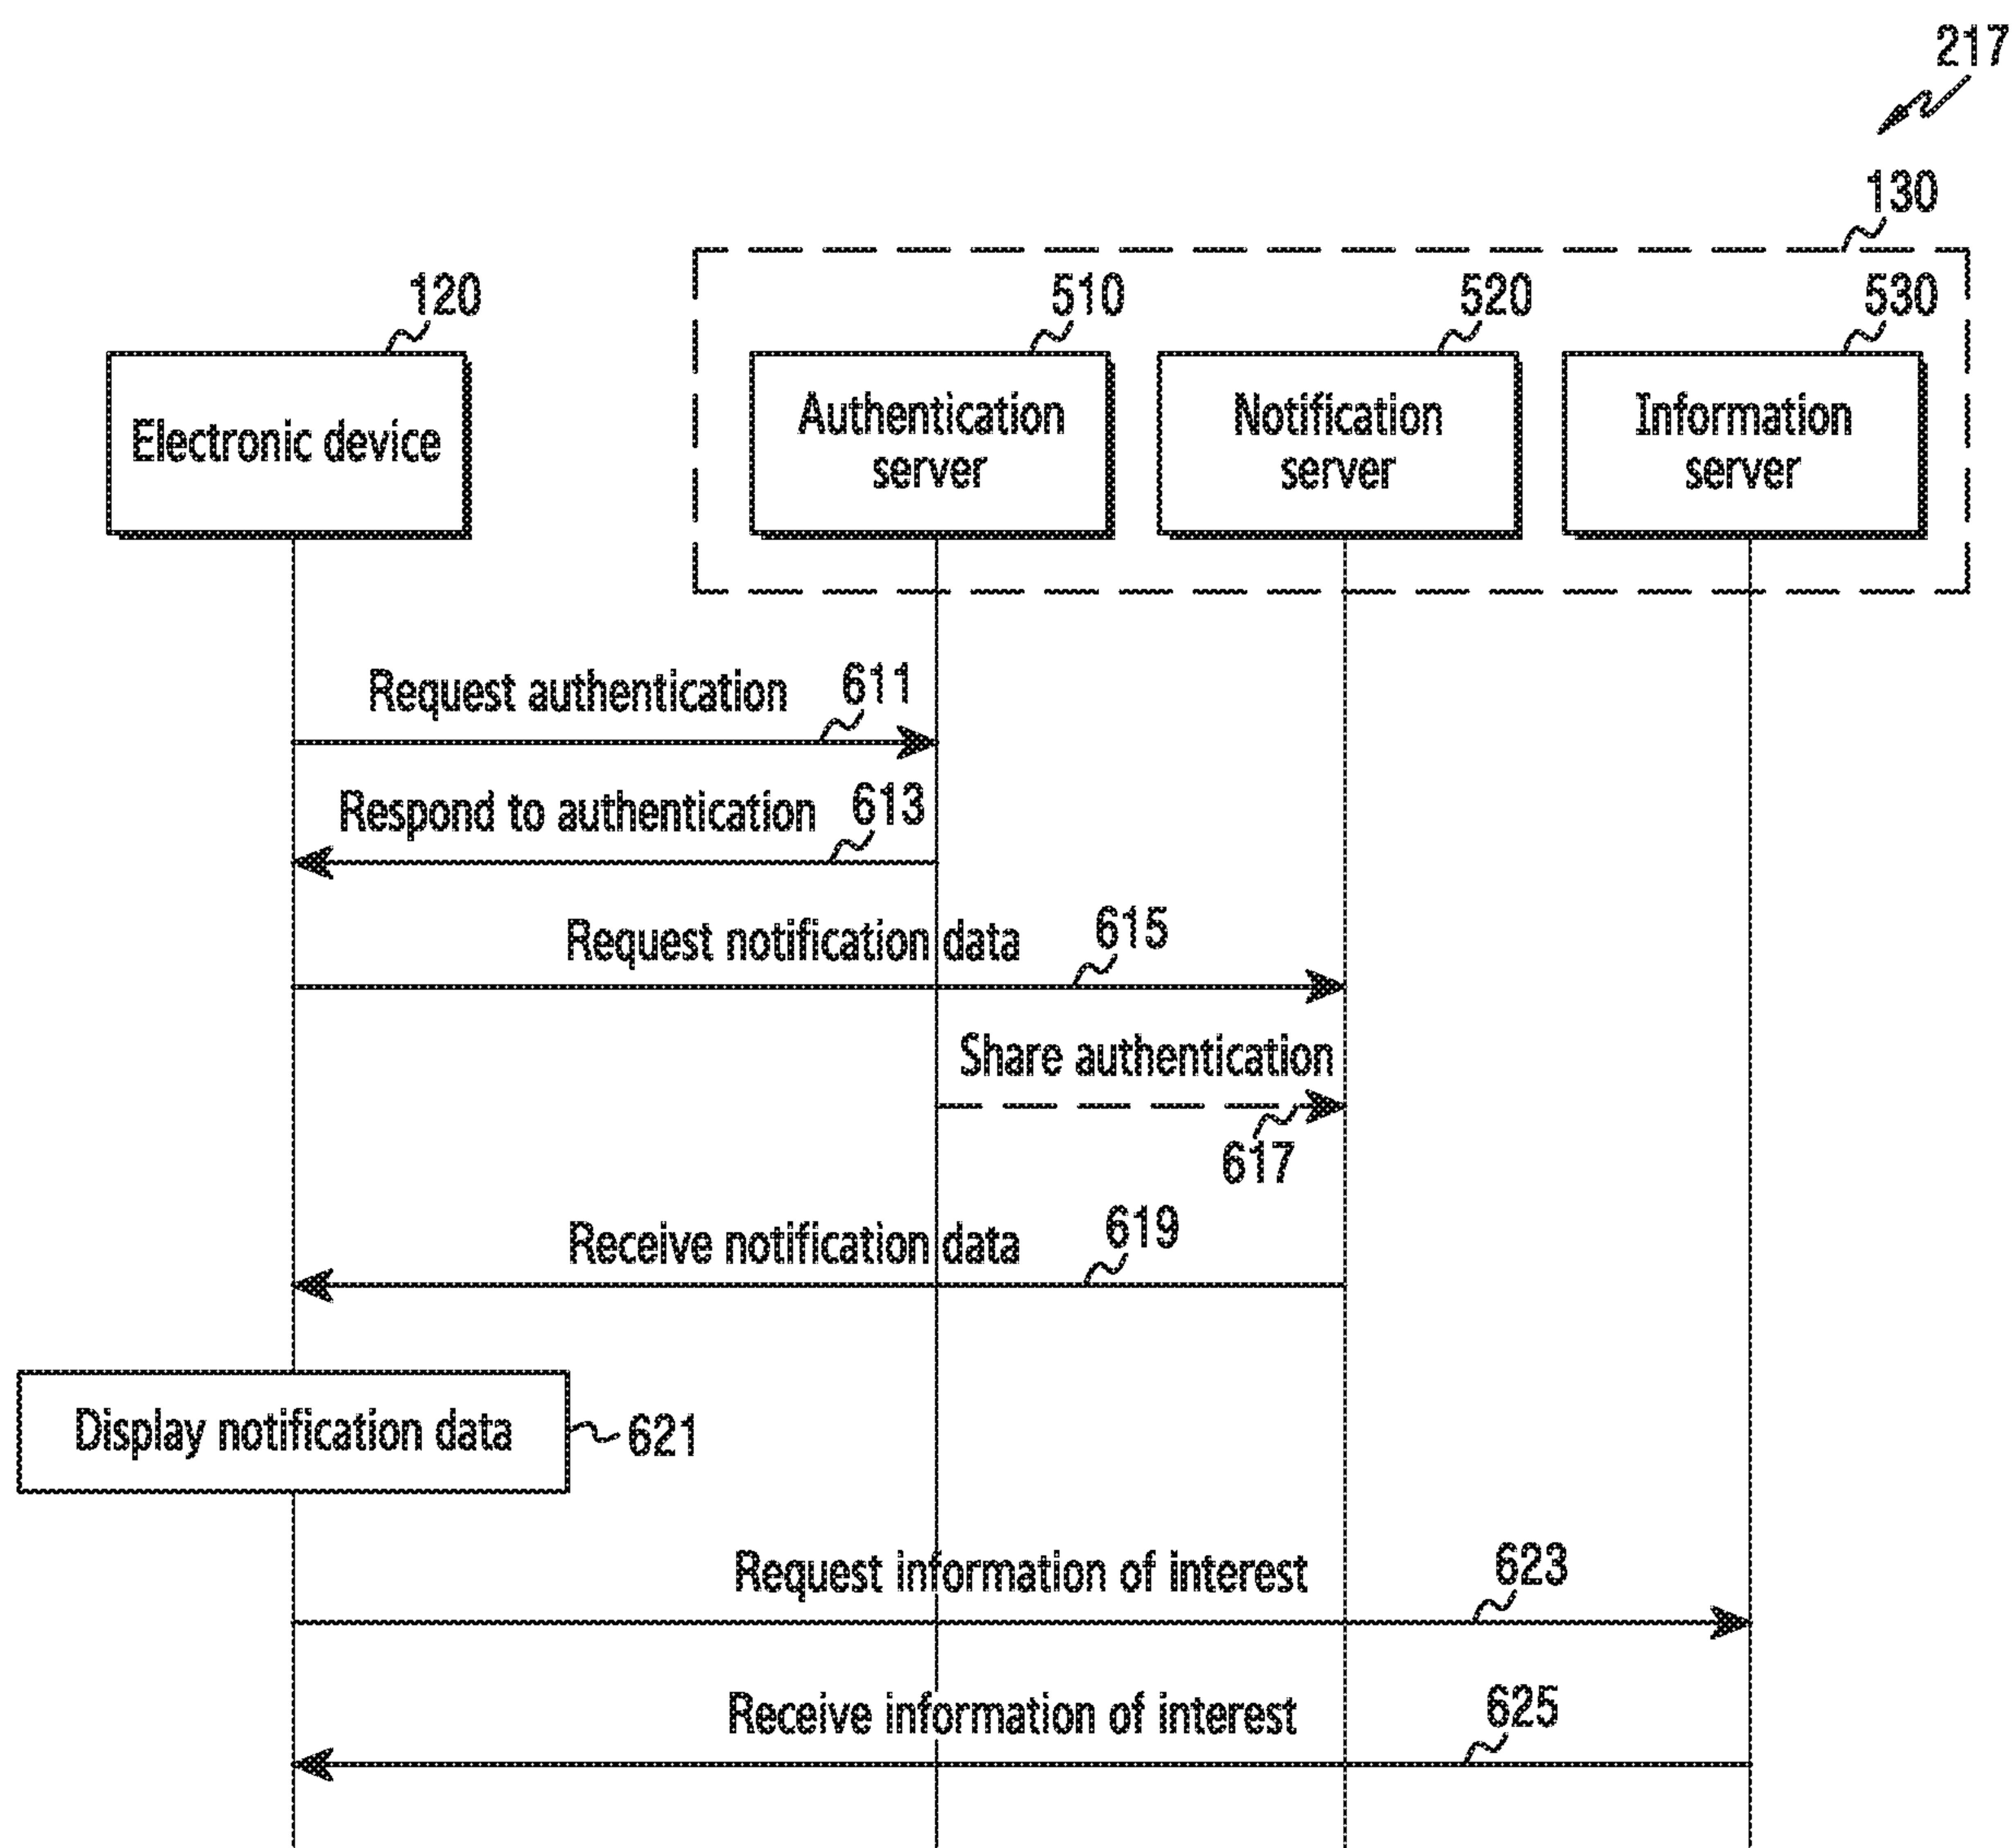 217
130
120
510
520
530
Electronic device
Authentication
server
Notification
server
Information
server
Request authentication
611
Respond to authentication
613
Request notification data
615
Share authentication
617
Receive notification data
619
Display notification data
621
Request information of interest
623
Receive information of interest
625